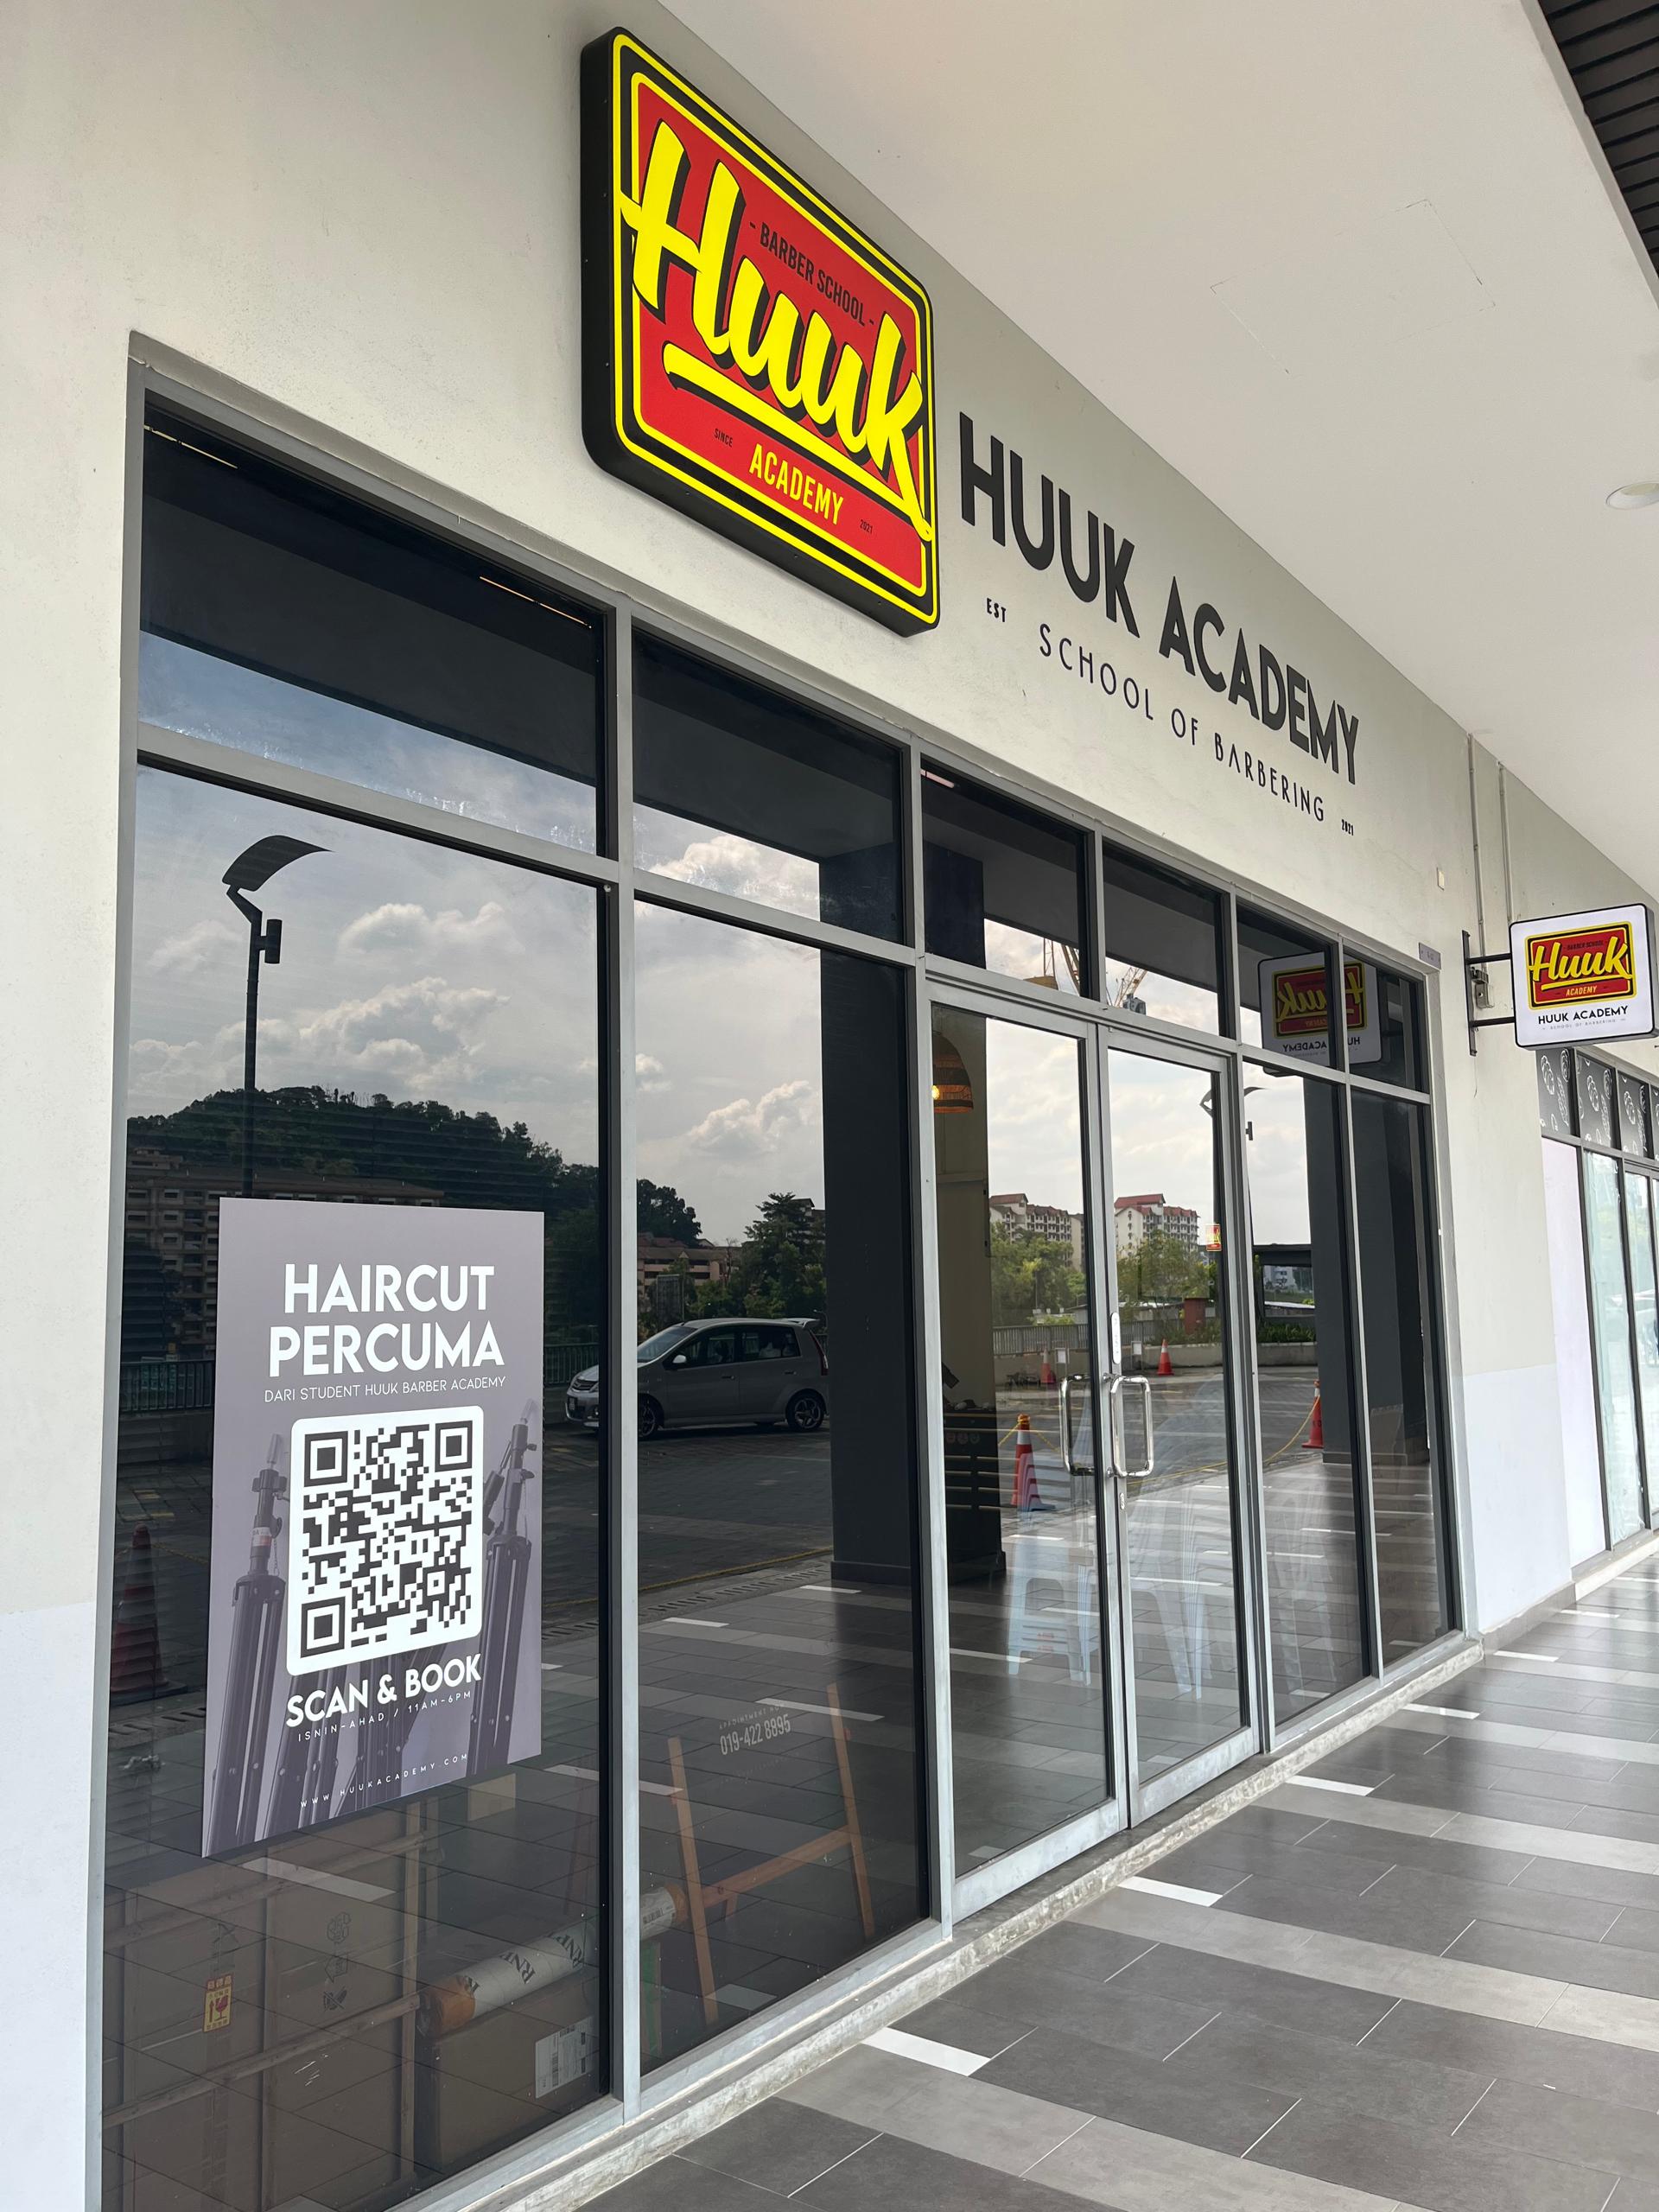 - BARBER SCHOOL -
Huuk
SINCE ACADEMY 2021
HUUK ACADEMY
EST SCHOOL OF BARBERING 2021
BARBER SCHOOL
Huuk
ACADEMY
HUUK ACADEMY
SCHOOL OF BARBERING
HAIRCUT
PERCUMA
DARI STUDENT HUUK BARBER ACADEMY
SCAN & BOOK
ISNIN-AHAD / 11AM-6PM
WWW.HUUKACADEMY.COM
019-422 8895